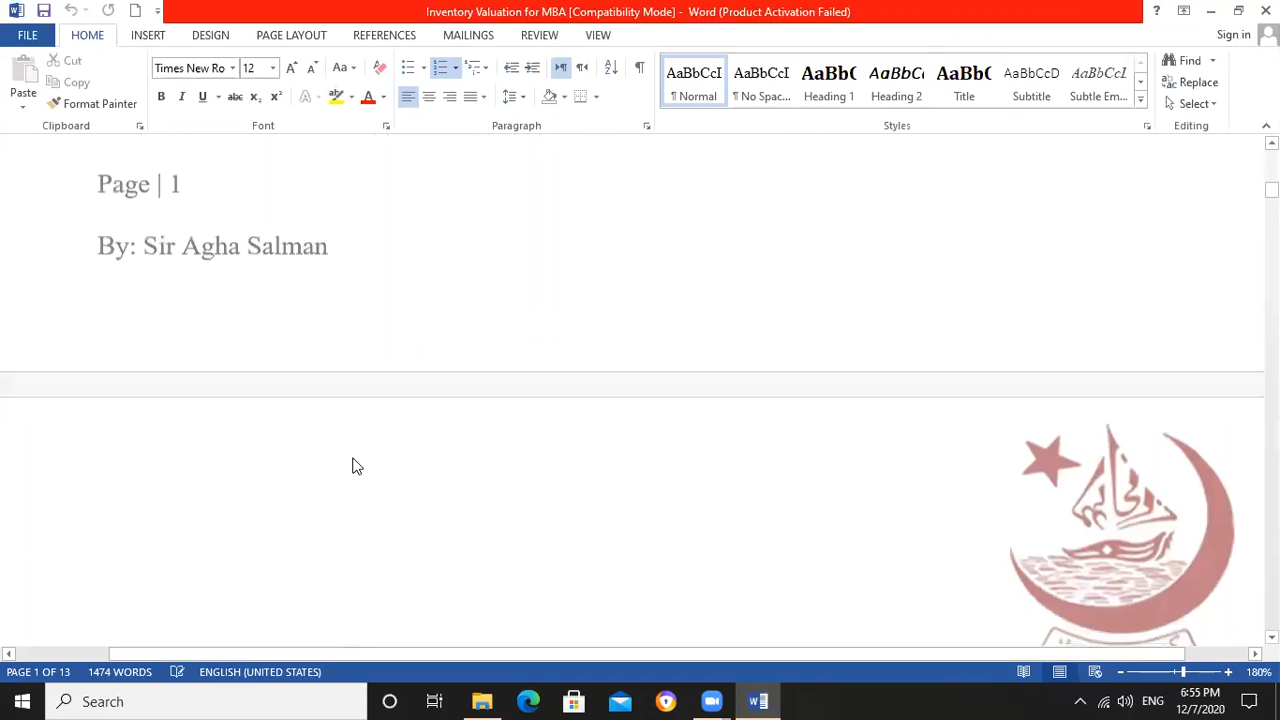 Inventory Valuation for MBA [Compatibility Mode] - Word (Product Activation Failed)
FILE HOME INSERT DESIGN PAGE LAYOUT REFERENCES MAILINGS REVIEW VIEW Sign in
Paste Cut Copy Format Painter
Times New Ro 12
AaBbCcI AaBbCcI AaBb( AaBbC AaBb( AaBbCcD AaBbCcI
¶ Normal ¶ No Spac... Heading 1 Heading 2 Title Subtitle Subtle Em...
Find
Replace
Select
Clipboard Font Paragraph Styles Editing
Page | 1
By: Sir Agha Salman
PAGE 1 OF 13 1474 WORDS ENGLISH (UNITED STATES) 180%
Search ENG 6:55 PM
12/7/2020